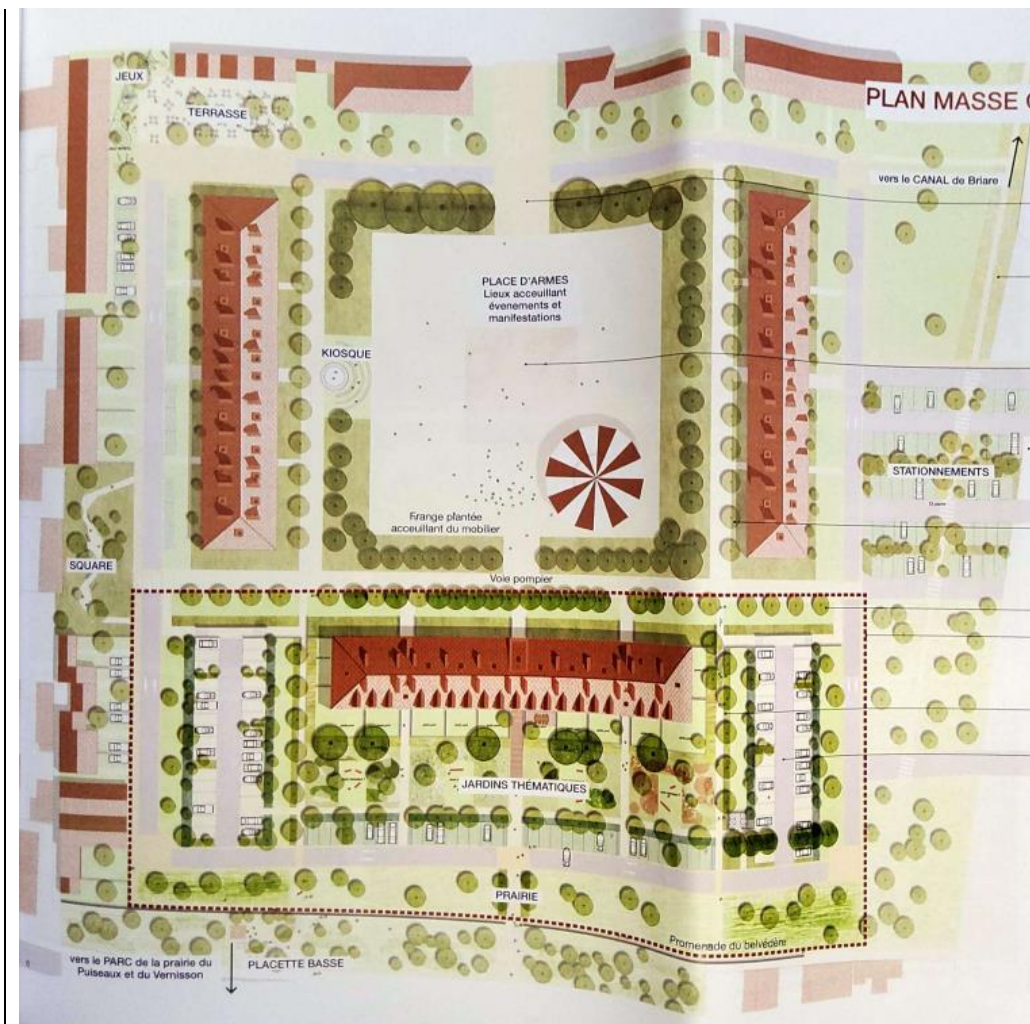 JEUX
TERRASSE
PLAN MASSE
vers le CANAL de Briare
PLACE D'ARMES
Lieux acceuillant
évenements et
manifestations
KIOSQUE
STATIONNEMENTS
Frange plantée
acceuillant du mobilier
SQUARE
Voie pompier
JARDINS THÉMATIQUES
PRAIRIE
Promenade du belvédère
vers le PARC de la prairie du
Puiseaux et du Vernisson
PLACETTE BASSE